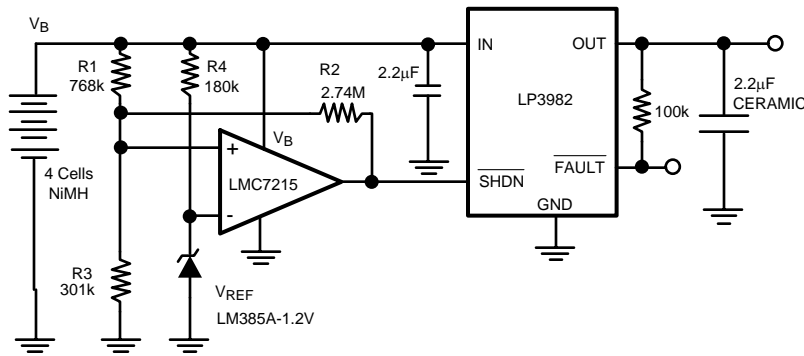 V_B
R1
768k
R4
180k
R2
2.74M
2.2µF
IN
OUT
LP3982
2.2µF
CERAMIC
100k
V_B
+
LMC7215
-
SHDN
FAULT
GND
4 Cells
NiMH
R3
301k
V_REF
LM385A-1.2V